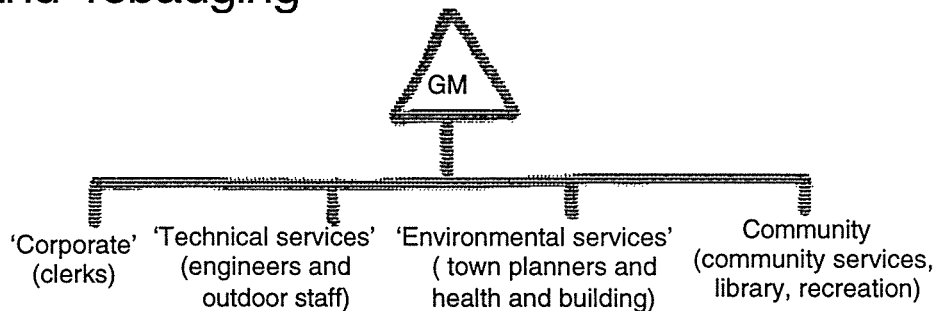 GM
'Corporate'
(clerks)
'Technical services'
(engineers and
outdoor staff)
'Environmental services'
( town planners and
health and building)
Community
(community services,
library, recreation)